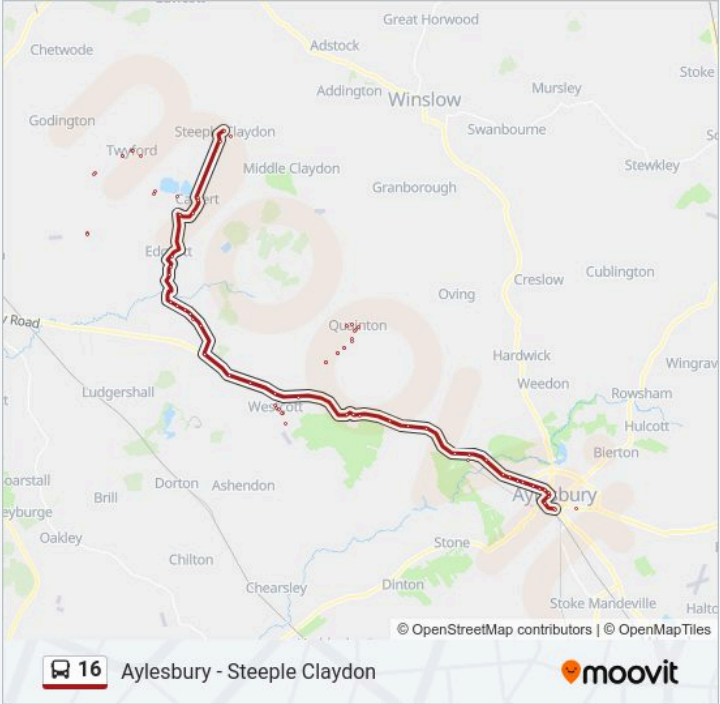 Great Horwood
Chetwode
Adstock
Stoke
Addington
Mursley
Winslow
Godington
Steeple Claydon
Swanbourne
Twyford
Stewkley
Middle Claydon
Granborough
Calvert
Edgcott
Cublington
Creslow
Oving
y Road
Quainton
Hardwick
Wingrav
Weedon
Ludgershall
Rowsham
Westcott
Hulcott
Bierton
oarstall
Dorton
Ashendon
Brill
Aylesbury
eyburge
Oakley
Stone
Chilton
Chearsley
Dinton
Stoke Mandeville
Halto
© OpenStreetMap contributors | © OpenMapTiles
16 Aylesbury - Steeple Claydon
moovit